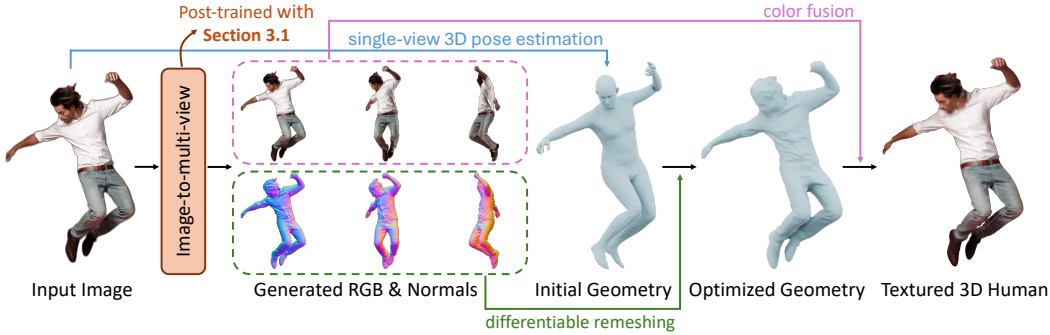 Post-trained with
Section 3.1
color fusion
single-view 3D pose estimation
Image-to-multi-view
Input Image
Generated RGB & Normals
Initial Geometry
Optimized Geometry
Textured 3D Human
differentiable remeshing